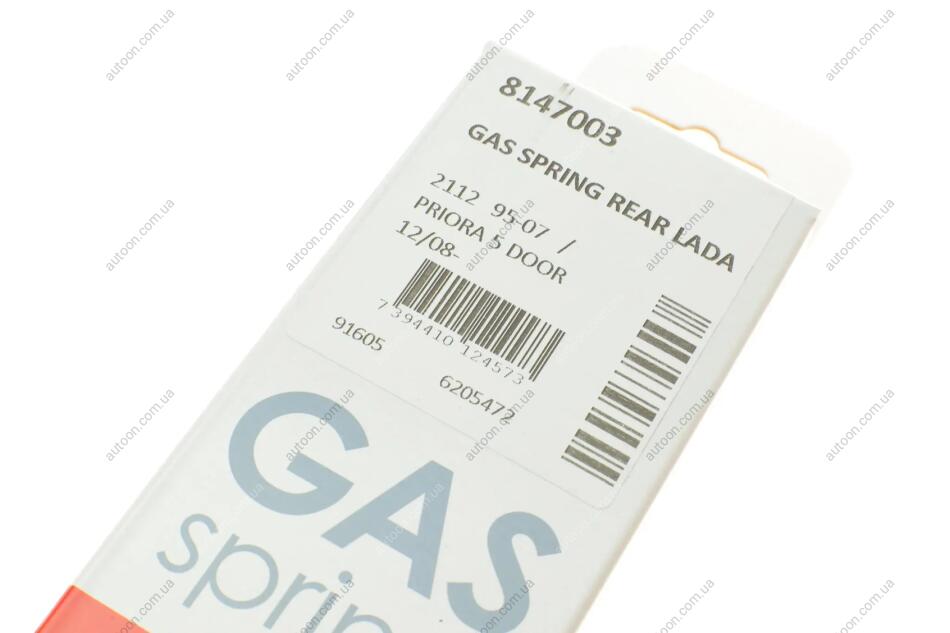 8147003
GAS SPRING REAR LADA
2112 95-07 /
PRIORA 5 DOOR
12/08-
7 394410 124573
91605
6205472
GAS
sprin
autoon.com.ua